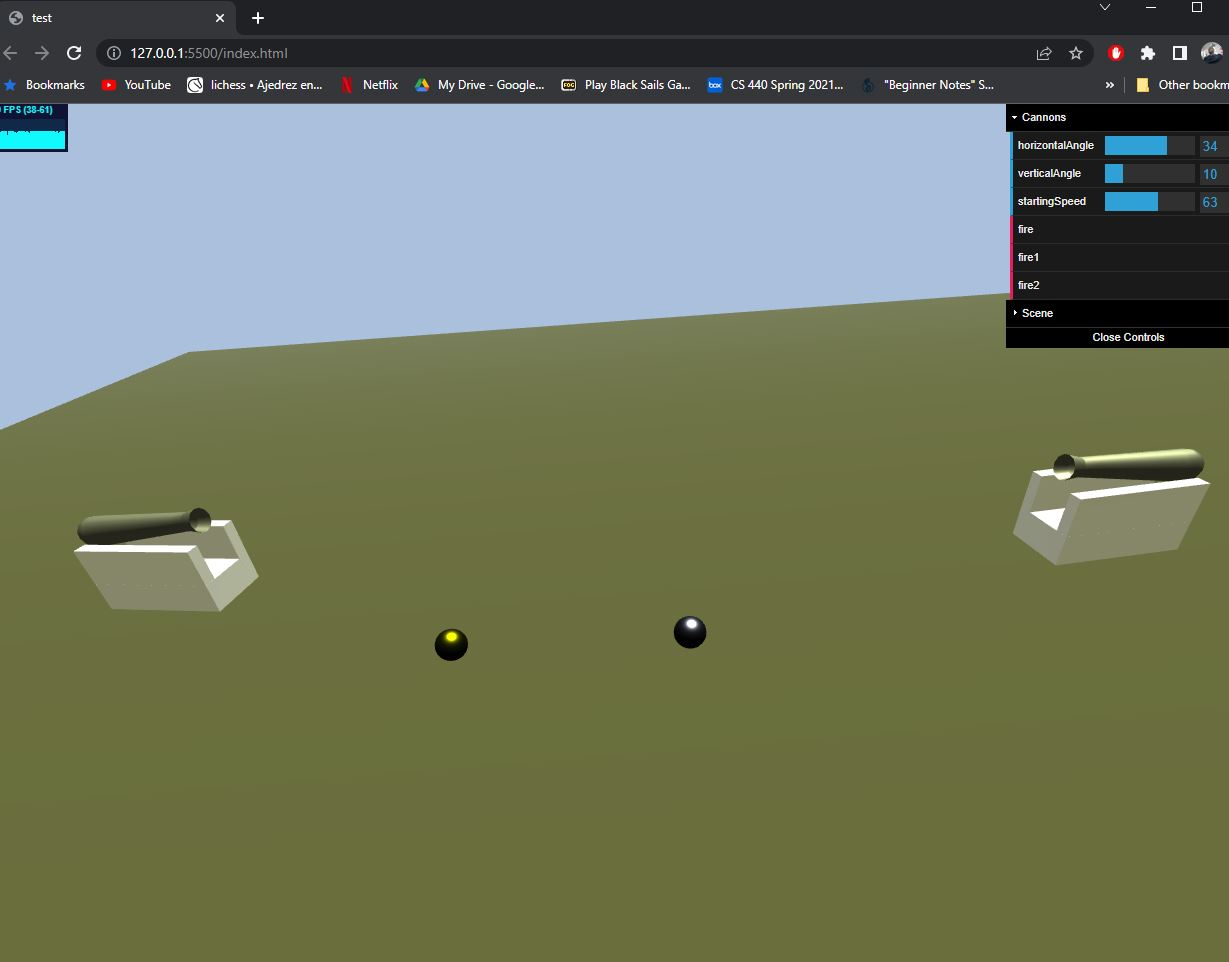 test
127.0.0.1:5500/index.html
Bookmarks YouTube lichess • Ajedrez en... Netflix My Drive - Google... FOG Play Black Sails Ga... box CS 440 Spring 2021... "Beginner Notes" S... » Other bookm
FPS (38-61)
Cannons
horizontalAngle 34
verticalAngle 10
startingSpeed 63
fire
fire1
fire2
Scene
Close Controls